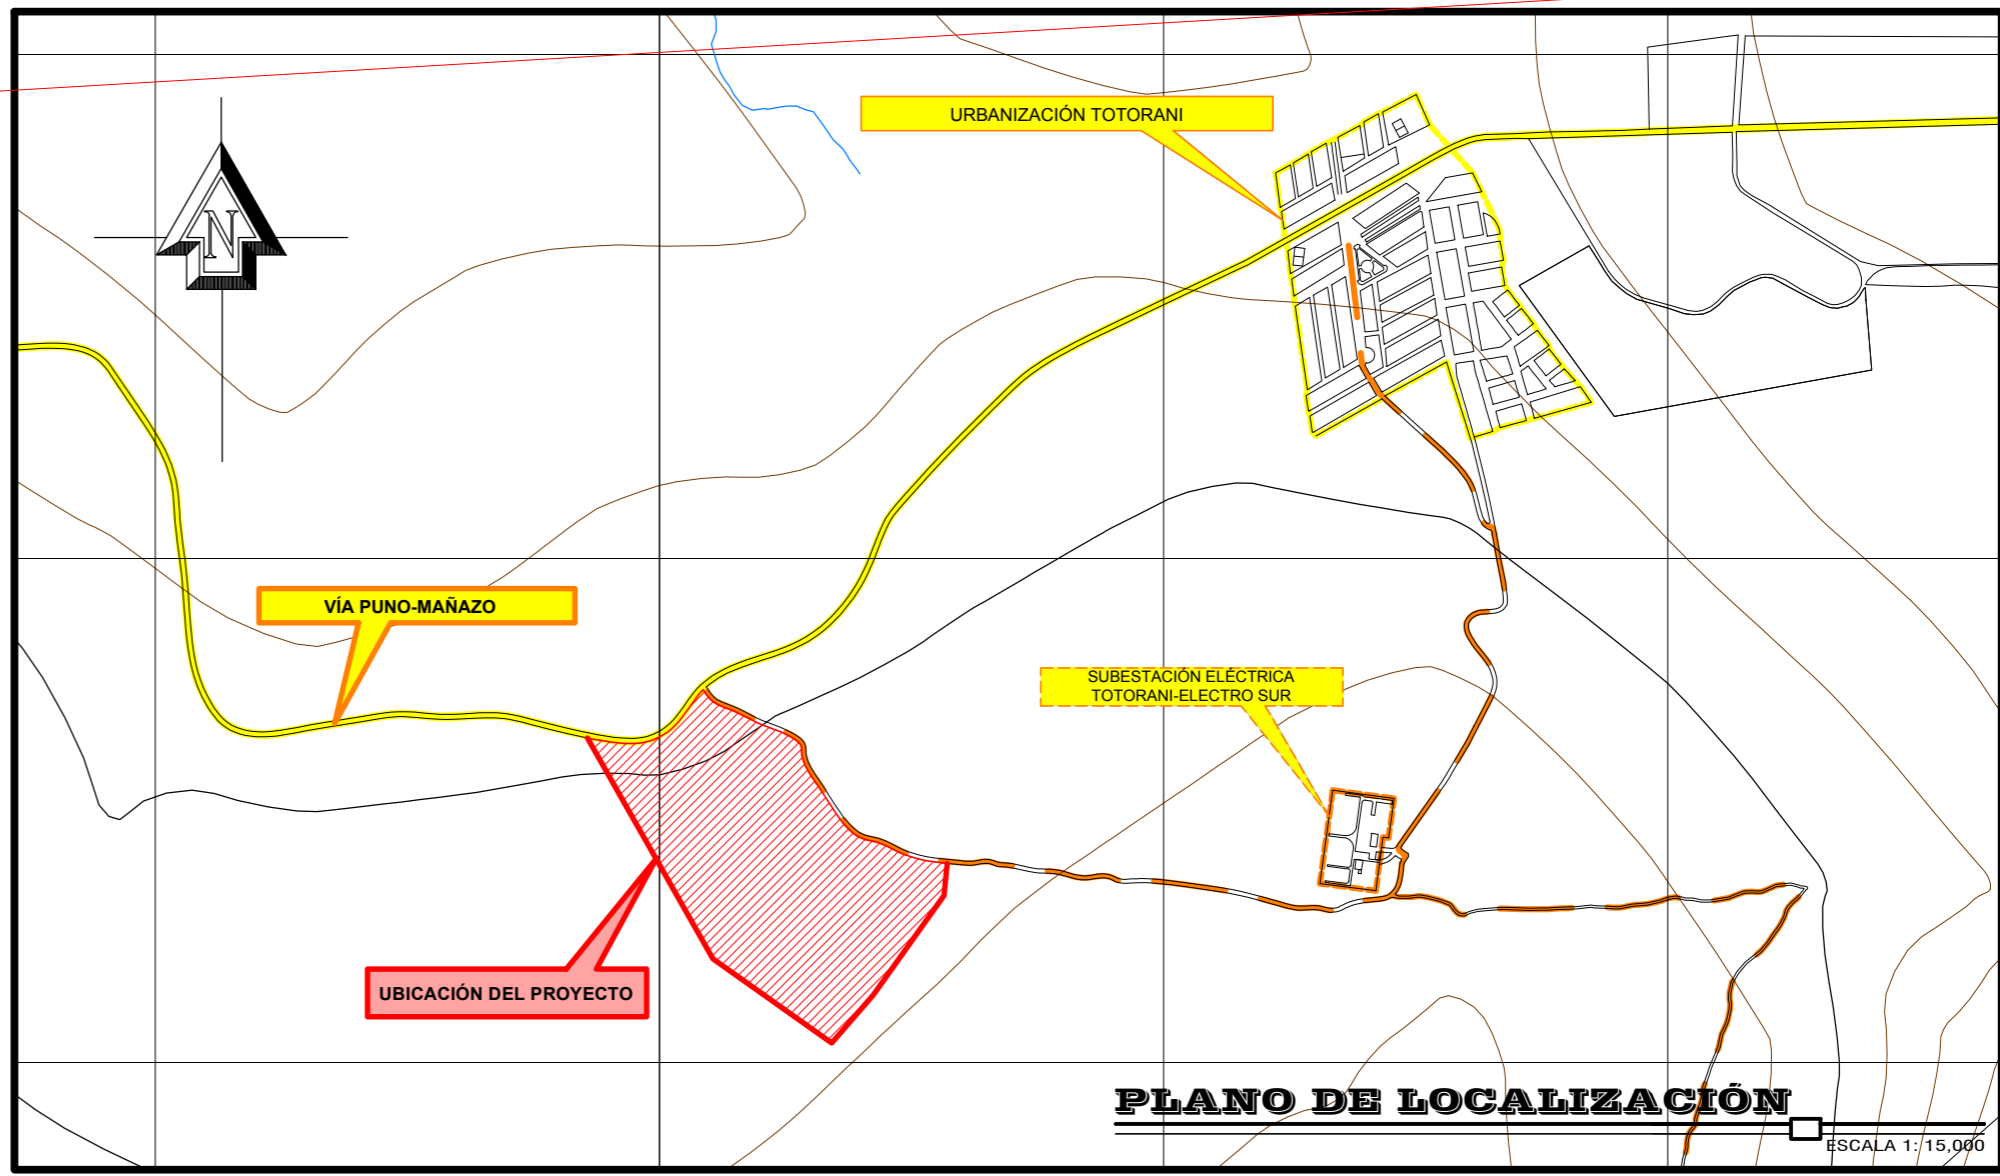 URBANIZACIÓN TOTORANI
N
VÍA PUNO-MAÑAZO
SUBESTACIÓN ELÉCTRICA
TOTORANI-ELECTRO SUR
UBICACIÓN DEL PROYECTO
PLANO DE LOCALIZACIÓN
ESCALA 1: 15,000